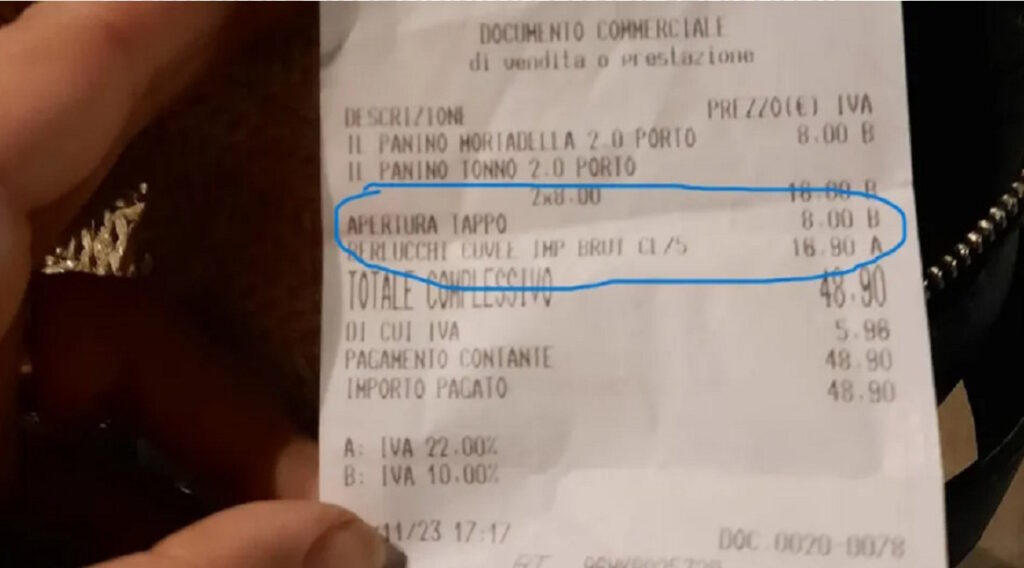 DOCUMENTO COMMERCIALE
di vendita o prestazione
DESCRIZIONE PREZZO(€) IVA
IL PANINO MORTADELLA 2.0 PORTO 8.00 B
IL PANINO TONNO 2.0 PORTO
2x8.00 16.00 B
APERTURA TAPPO 8.00 B
BERLUCCHI CUVEE IMP BRUT CL75 16.90 A
TOTALE COMPLESSIVO 48.90
DI CUI IVA 5.96
PAGAMENTO CONTANTE 48.90
IMPORTO PAGATO 48.90
A: IVA 22.00%
B: IVA 10.00%
11/23 17:17 DOC.0020-0078
RT